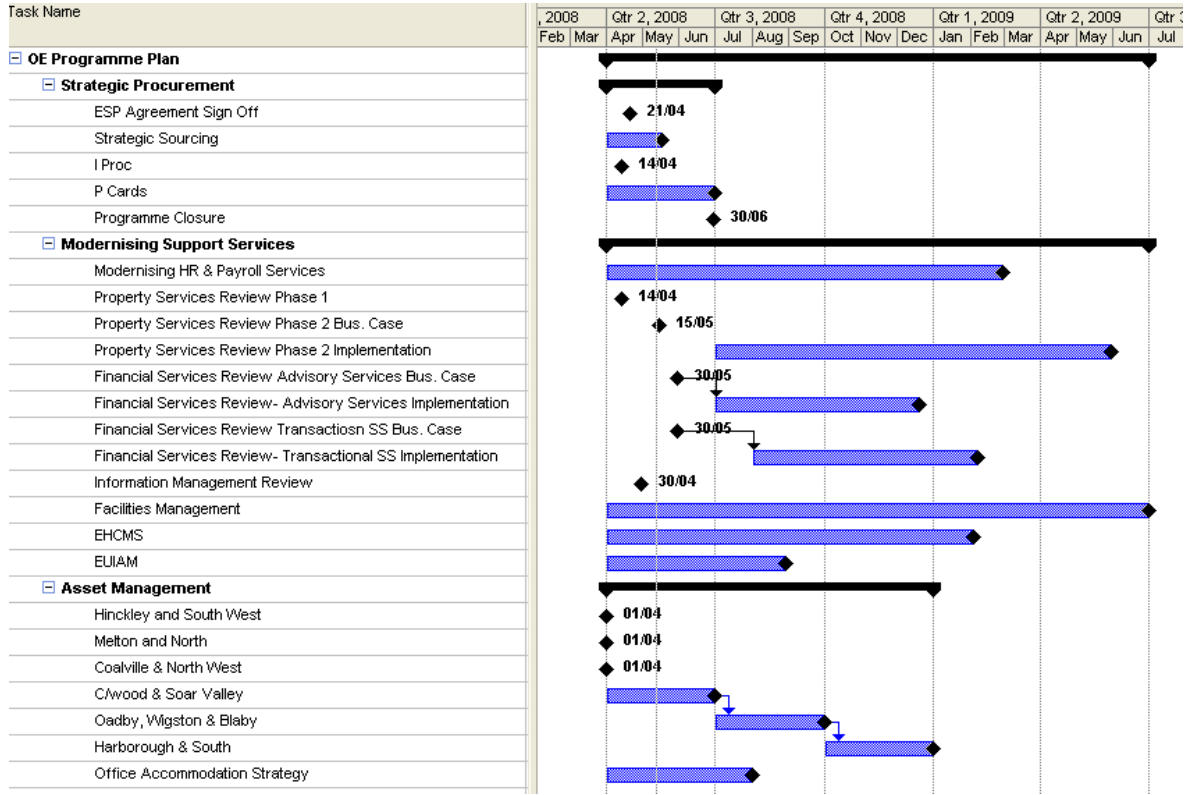 Task Name
, 2008 Qtr 2, 2008 Qtr 3, 2008 Qtr 4, 2008 Qtr 1, 2009 Qtr 2, 2009 Qtr 3
Feb Mar Apr May Jun Jul Aug Sep Oct Nov Dec Jan Feb Mar Apr May Jun Jul
OE Programme Plan
Strategic Procurement
ESP Agreement Sign Off 21/04
Strategic Sourcing
I Proc 14/04
P Cards
Programme Closure 30/06
Modernising Support Services
Modernising HR & Payroll Services
Property Services Review Phase 1 14/04
Property Services Review Phase 2 Bus. Case 15/05
Property Services Review Phase 2 Implementation
Financial Services Review Advisory Services Bus. Case 30/05
Financial Services Review- Advisory Services Implementation
Financial Services Review Transactiosn SS Bus. Case 30/05
Financial Services Review- Transactional SS Implementation
Information Management Review 30/04
Facilities Management
EHCMS
EUIAM
Asset Management
Hinckley and South West 01/04
Melton and North 01/04
Coalville & North West 01/04
C/wood & Soar Valley
Oadby, Wigston & Blaby
Harborough & South
Office Accommodation Strategy